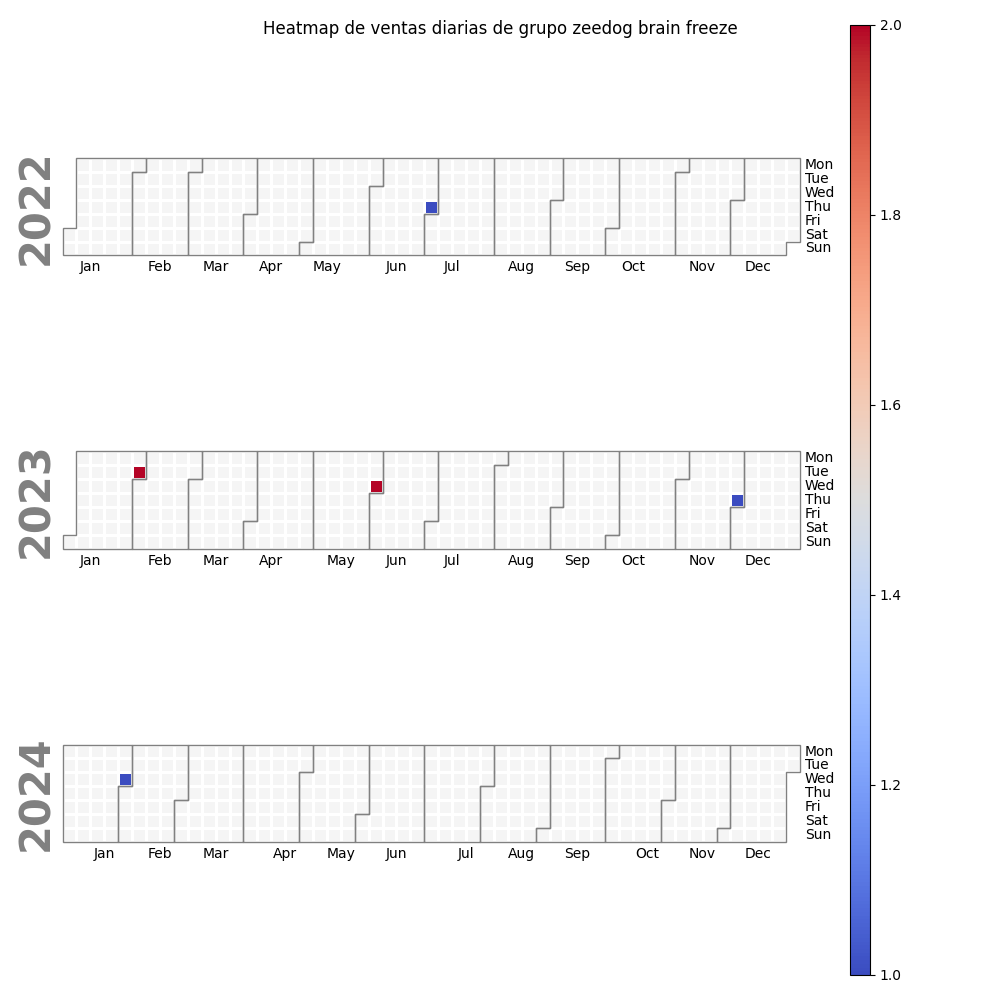 Heatmap de ventas diarias de grupo zeedog brain freeze
2022
Mon
Tue
Wed
Thu
Fri
Sat
Sun
Jan Feb Mar Apr May Jun Jul Aug Sep Oct Nov Dec
2023
Mon
Tue
Wed
Thu
Fri
Sat
Sun
Jan Feb Mar Apr May Jun Jul Aug Sep Oct Nov Dec
2024
Mon
Tue
Wed
Thu
Fri
Sat
Sun
Jan Feb Mar Apr May Jun Jul Aug Sep Oct Nov Dec
2.0
1.8
1.6
1.4
1.2
1.0